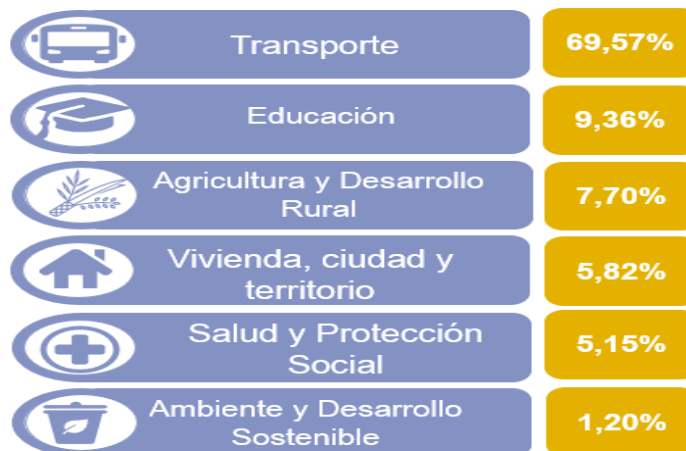 Transporte 69,57%
Educación 9,36%
Agricultura y Desarrollo
Rural 7,70%
Vivienda, ciudad y
territorio 5,82%
Salud y Protección
Social 5,15%
Ambiente y Desarrollo
Sostenible 1,20%